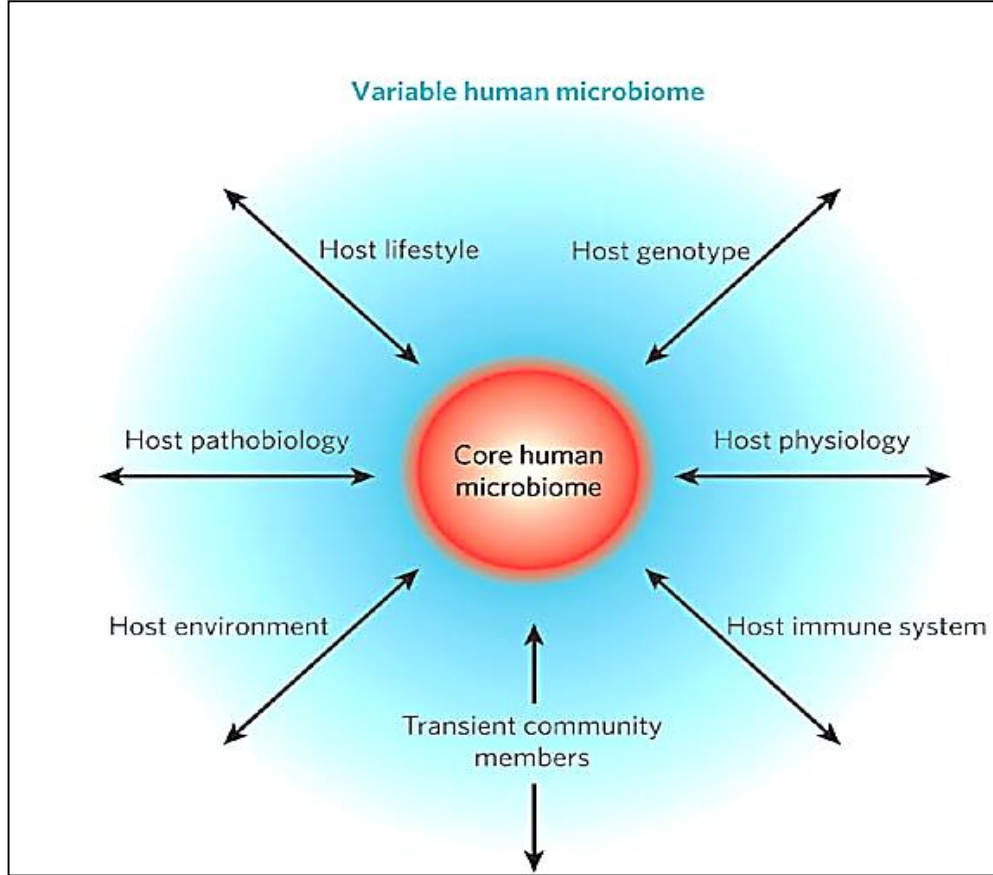 Variable human microbiome
Host lifestyle
Host genotype
Host pathobiology
Core human
microbiome
Host physiology
Host environment
Host immune system
Transient community
members